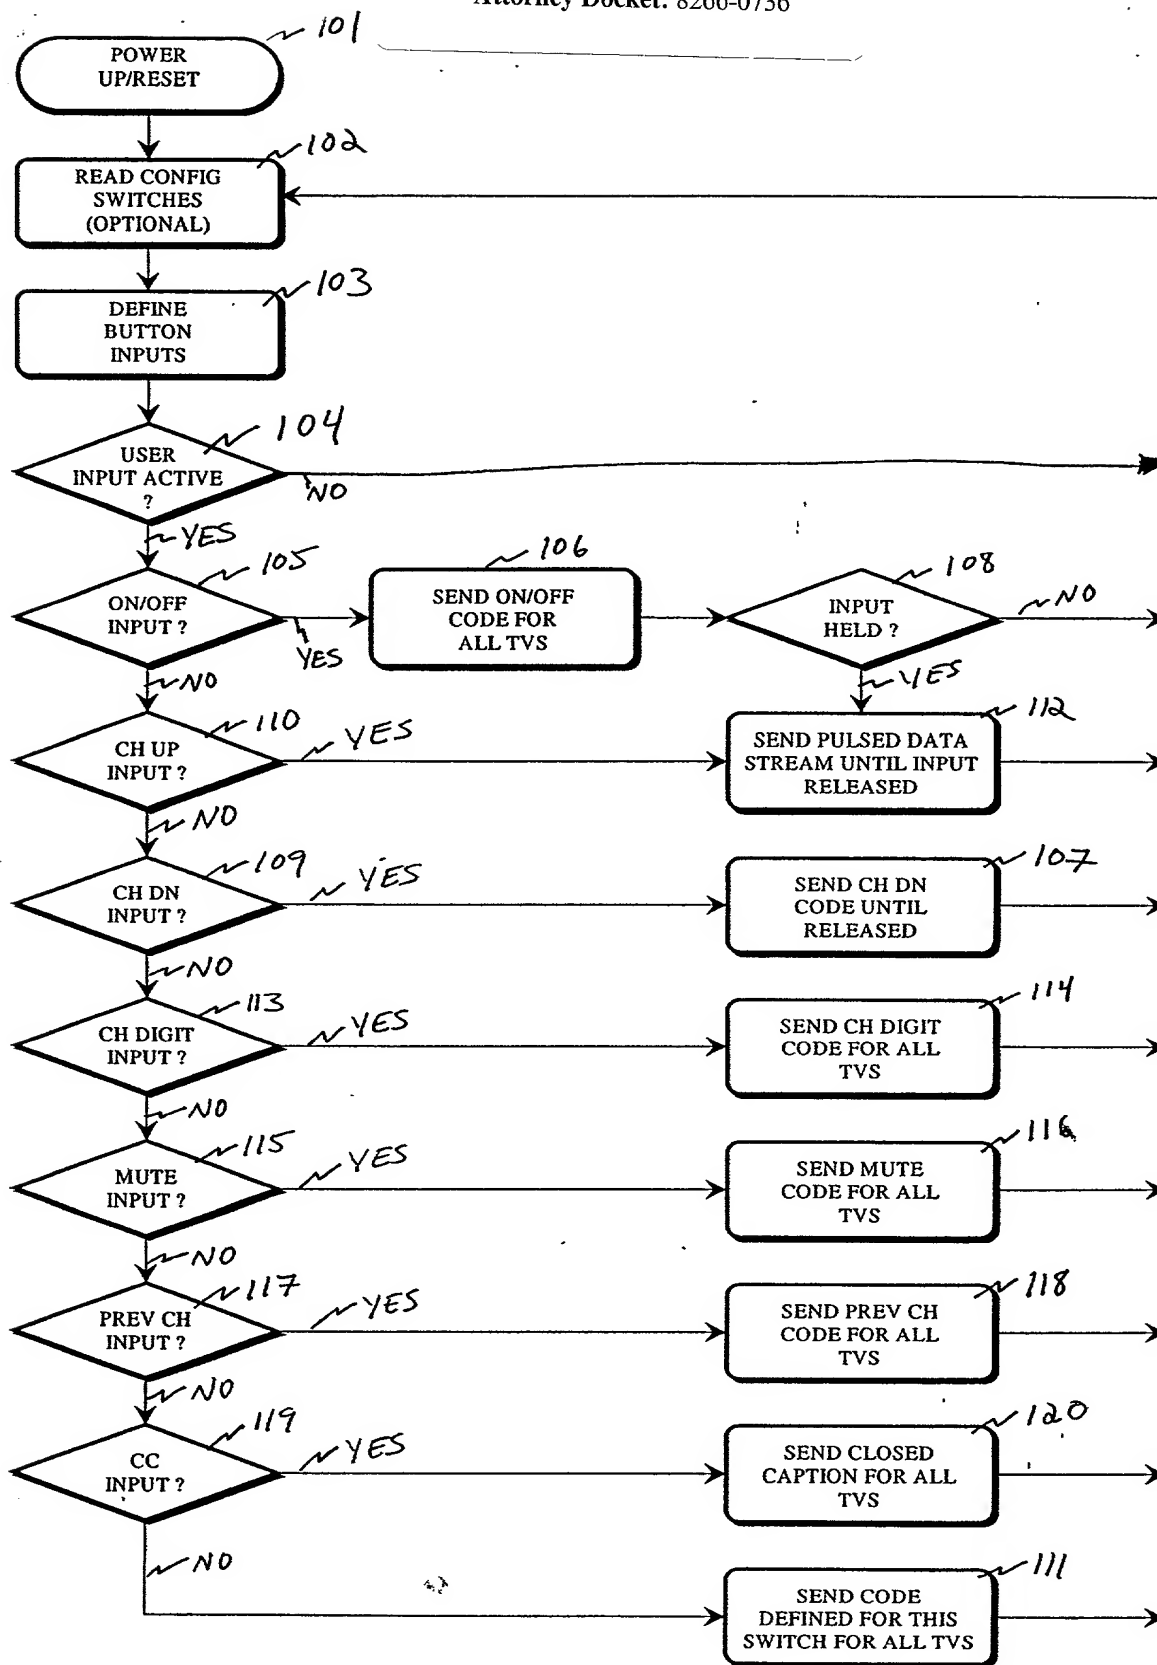 Attorney Docket: 8266-0736
101
POWER
UP/RESET
102
READ CONFIG
SWITCHES
(OPTIONAL)
103
DEFINE
BUTTON
INPUTS
104
USER
INPUT ACTIVE
?
NO
YES
105
ON/OFF
INPUT ?
YES
106
SEND ON/OFF
CODE FOR
ALL TVS
108
INPUT
HELD ?
NO
YES
NO
110
CH UP
INPUT ?
YES
112
SEND PULSED DATA
STREAM UNTIL INPUT
RELEASED
NO
109
CH DN
INPUT ?
YES
107
SEND CH DN
CODE UNTIL
RELEASED
NO
113
CH DIGIT
INPUT ?
YES
114
SEND CH DIGIT
CODE FOR ALL
TVS
NO
115
MUTE
INPUT ?
YES
116
SEND MUTE
CODE FOR ALL
TVS
NO
117
PREV CH
INPUT ?
YES
118
SEND PREV CH
CODE FOR ALL
TVS
NO
119
CC
INPUT ?
YES
120
SEND CLOSED
CAPTION FOR ALL
TVS
NO
111
SEND CODE
DEFINED FOR THIS
SWITCH FOR ALL TVS